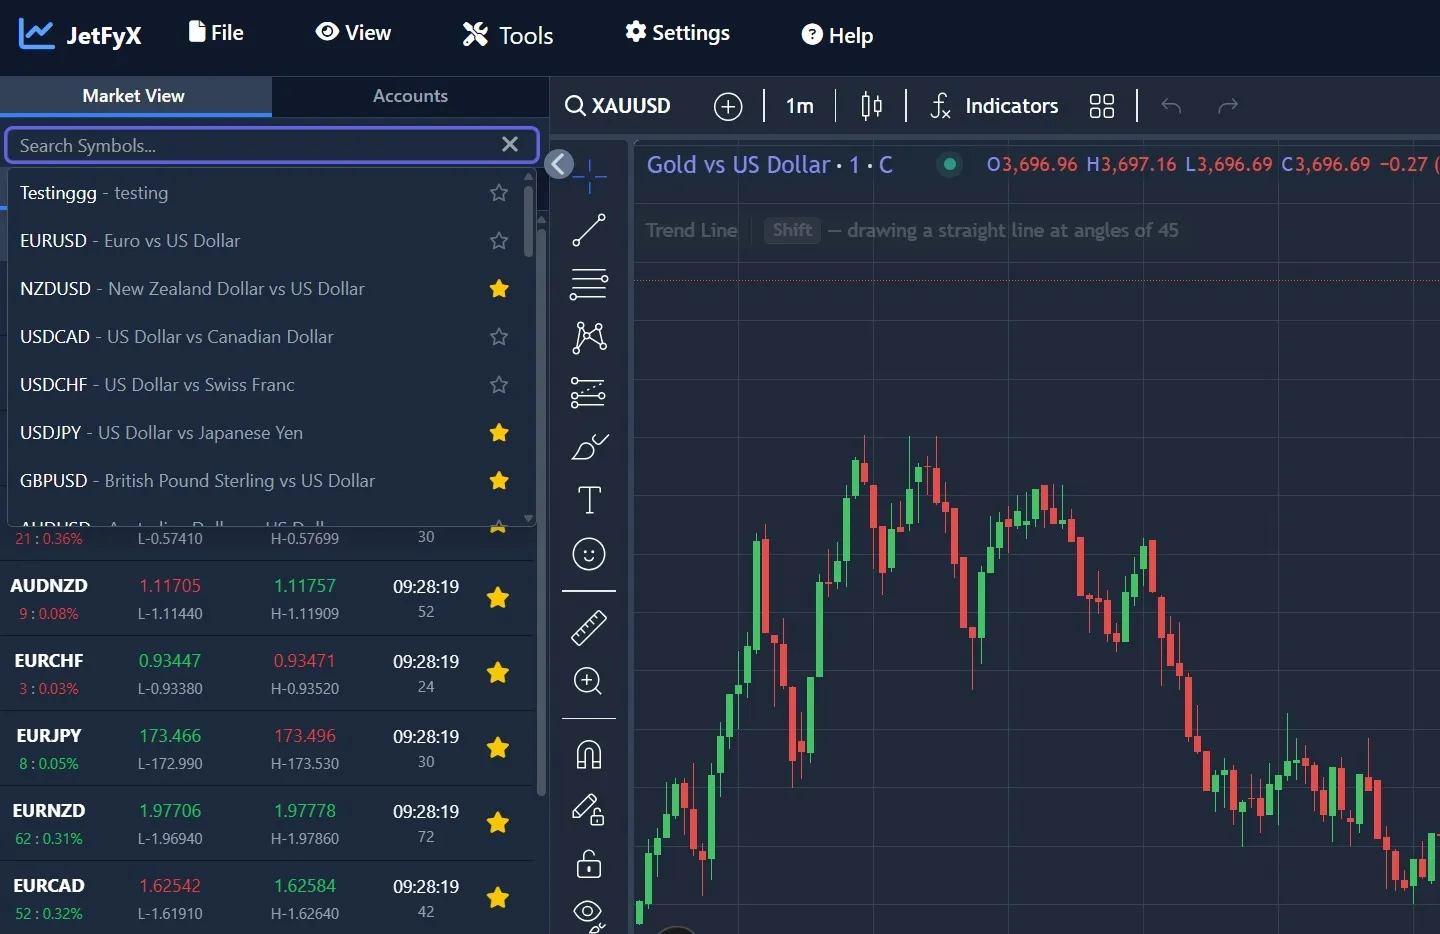 JetFyX File View Tools Settings Help
Market View Accounts
XAUUSD 1m Indicators
Search Symbols...
Gold vs US Dollar · 1 · C O3,696.96 H3,697.16 L3,696.69 C3,696.69 −0.27 (
Trend Line Shift — drawing a straight line at angles of 45
Testinggg - testing
EURUSD - Euro vs US Dollar
NZDUSD - New Zealand Dollar vs US Dollar
USDCAD - US Dollar vs Canadian Dollar
USDCHF - US Dollar vs Swiss Franc
USDJPY - US Dollar vs Japanese Yen
GBPUSD - British Pound Sterling vs US Dollar
21 : 0.36% L-0.57410 H-0.57699 30
AUDNZD 1.11705 1.11757 09:28:19
9 : 0.08% L-1.11440 H-1.11909 52
EURCHF 0.93447 0.93471 09:28:19
3 : 0.03% L-0.93380 H-0.93520 24
EURJPY 173.466 173.496 09:28:19
8 : 0.05% L-172.990 H-173.530 30
EURNZD 1.97706 1.97778 09:28:19
62 : 0.31% L-1.96940 H-1.97860 72
EURCAD 1.62542 1.62584 09:28:19
52 : 0.32% L-1.61910 H-1.62640 42